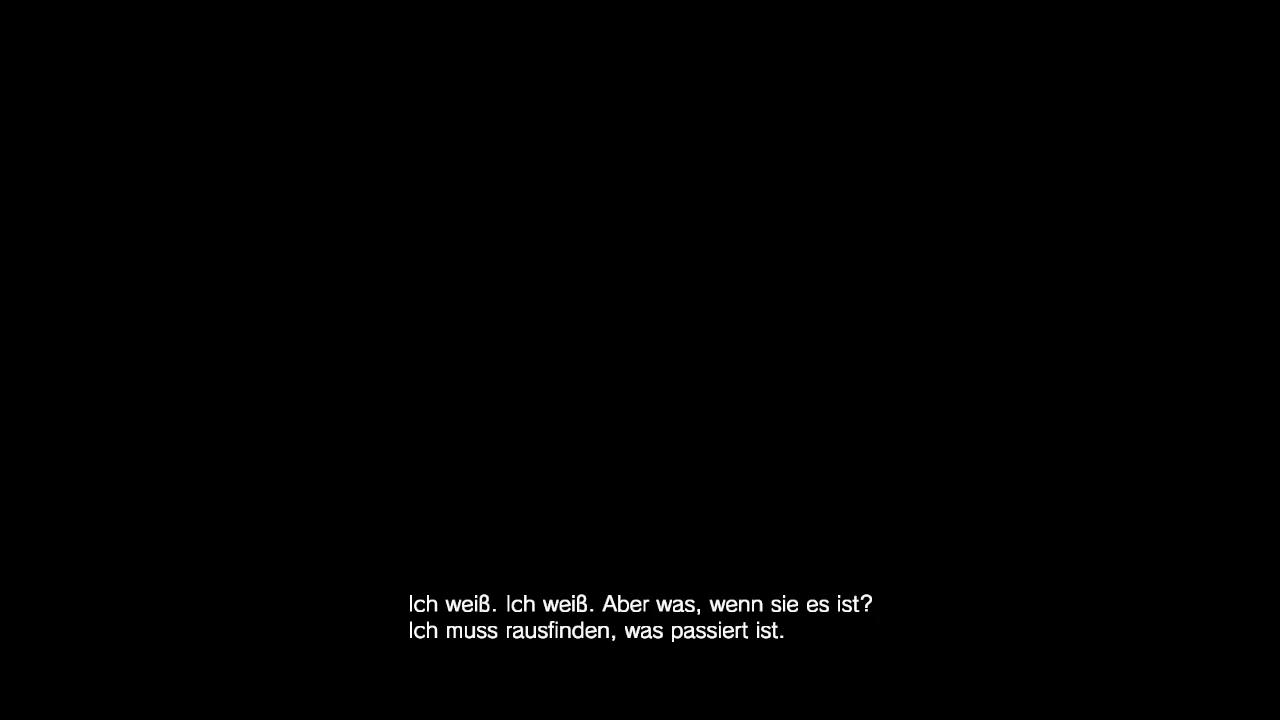 Ich weiß. Ich weiß. Aber was, wenn sie es ist?
Ich muss rausfinden, was passiert ist.